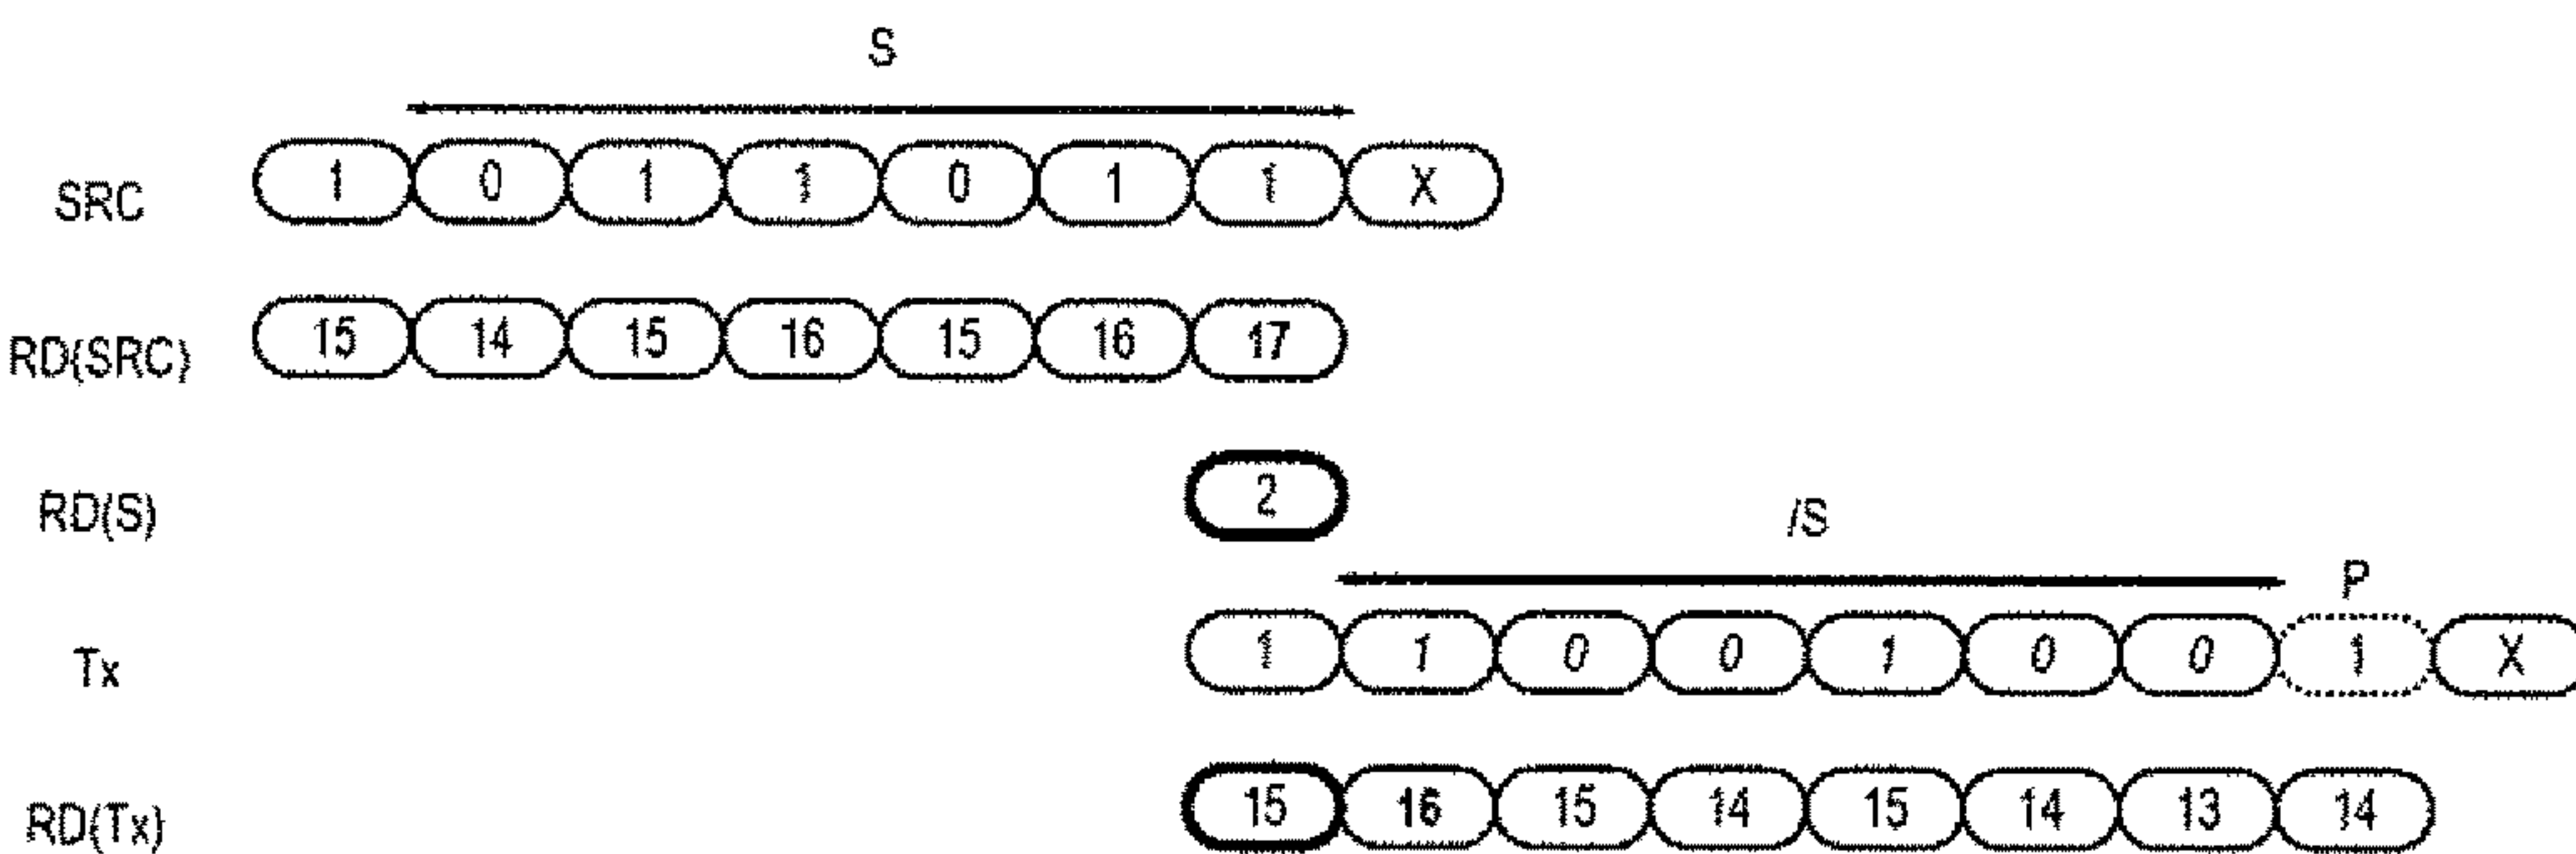 S
SRC 1 0 1 1 0 1 1 X
RD(SRC) 15 14 15 16 15 16 17
RD(S) 2
/S
P
Tx 1 1 0 0 1 0 0 1 X
RD(Tx) 15 16 15 14 15 14 13 14